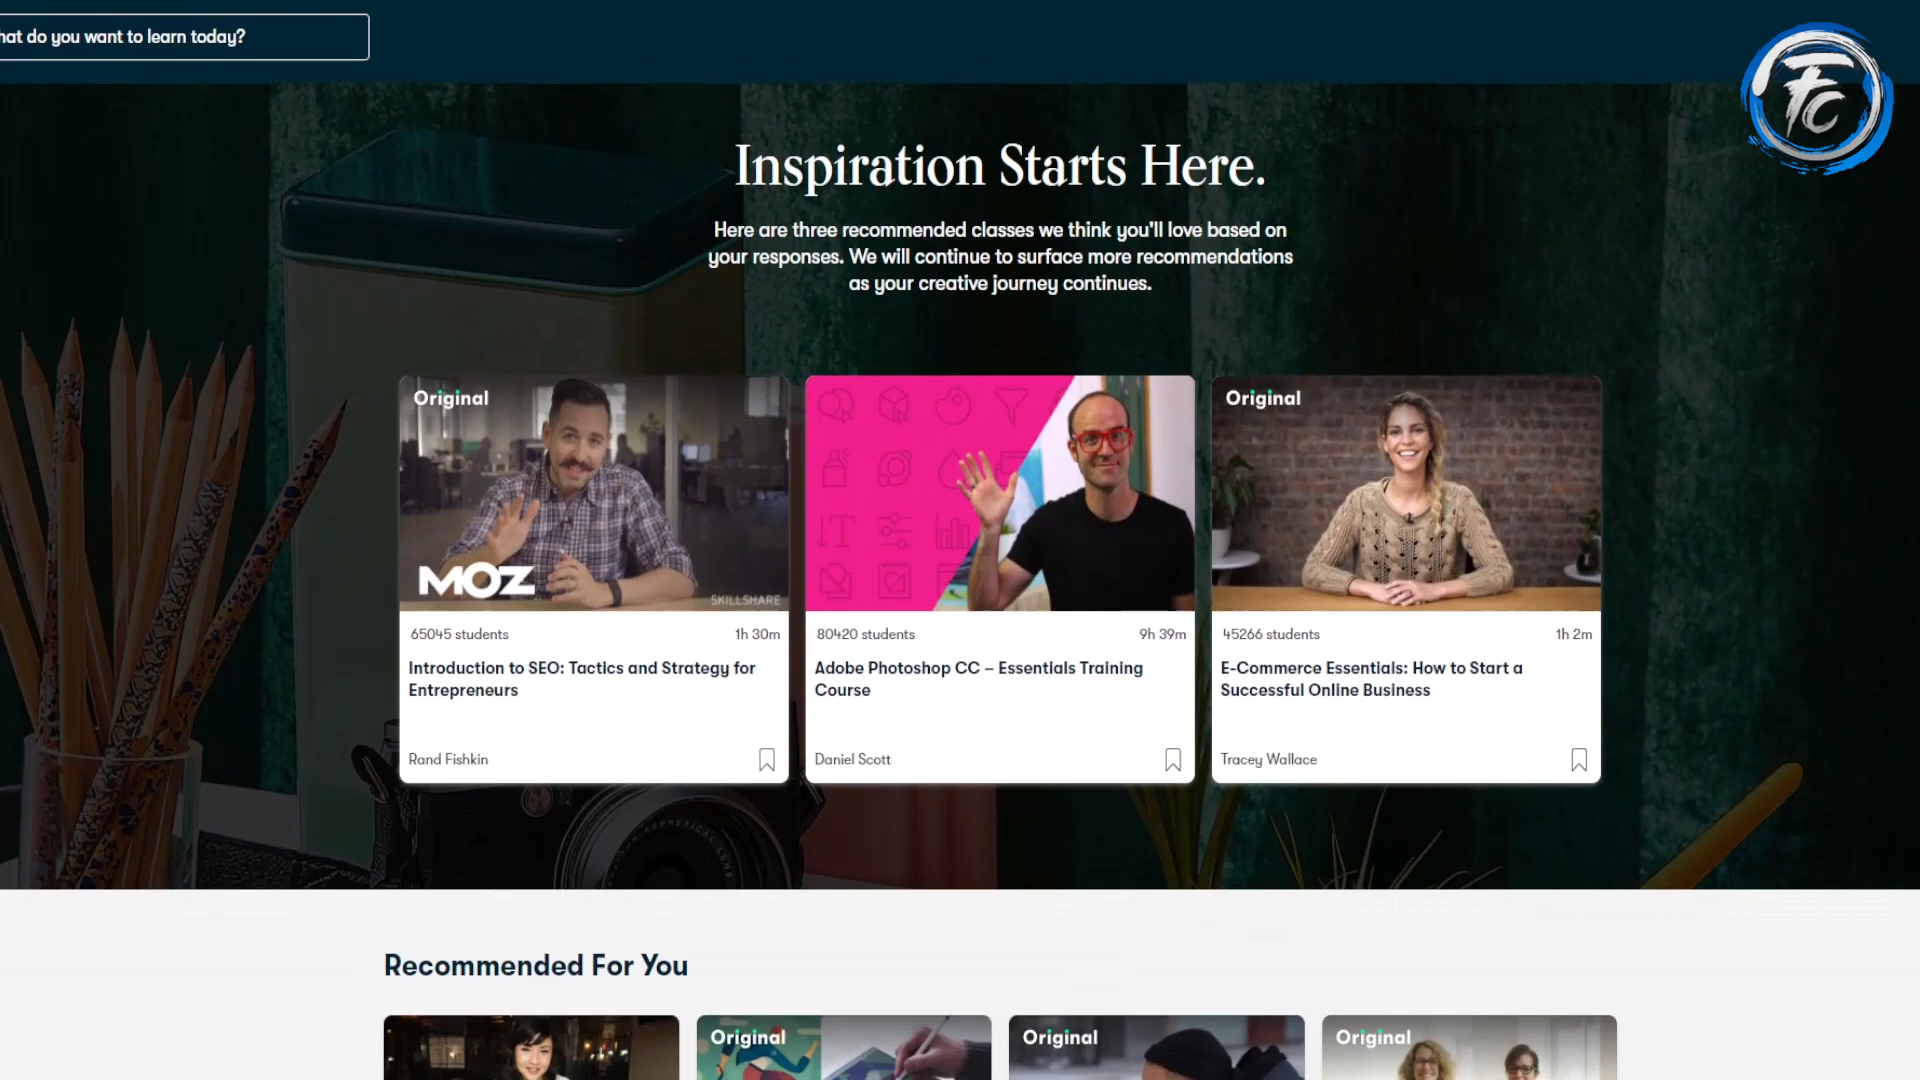 hat do you want to learn today?
FC
Inspiration Starts Here.
Here are three recommended classes we think you'll love based on
your responses. We will continue to surface more recommendations
as your creative journey continues.
Original
MOZ
SKILLSHARE
65045 students
1h 30m
Introduction to SEO: Tactics and Strategy for
Entrepreneurs
Rand Fishkin
80420 students
9h 39m
Adobe Photoshop CC – Essentials Training
Course
Daniel Scott
Original
45266 students
1h 2m
E-Commerce Essentials: How to Start a
Successful Online Business
Tracey Wallace
Recommended For You
Original
Original
Original